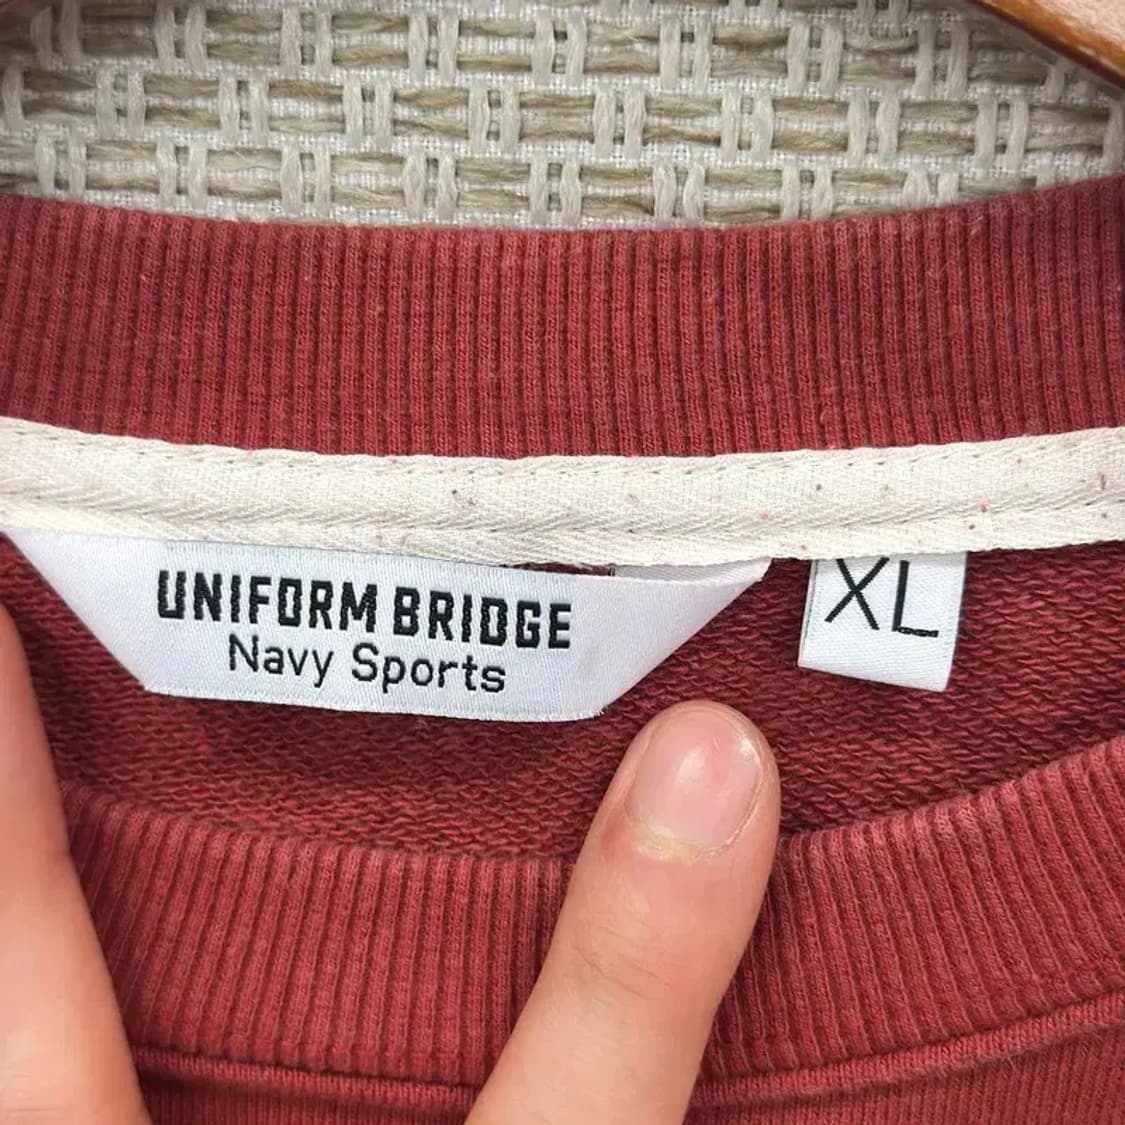 UNIFORM BRIDGE
Navy Sports
XL